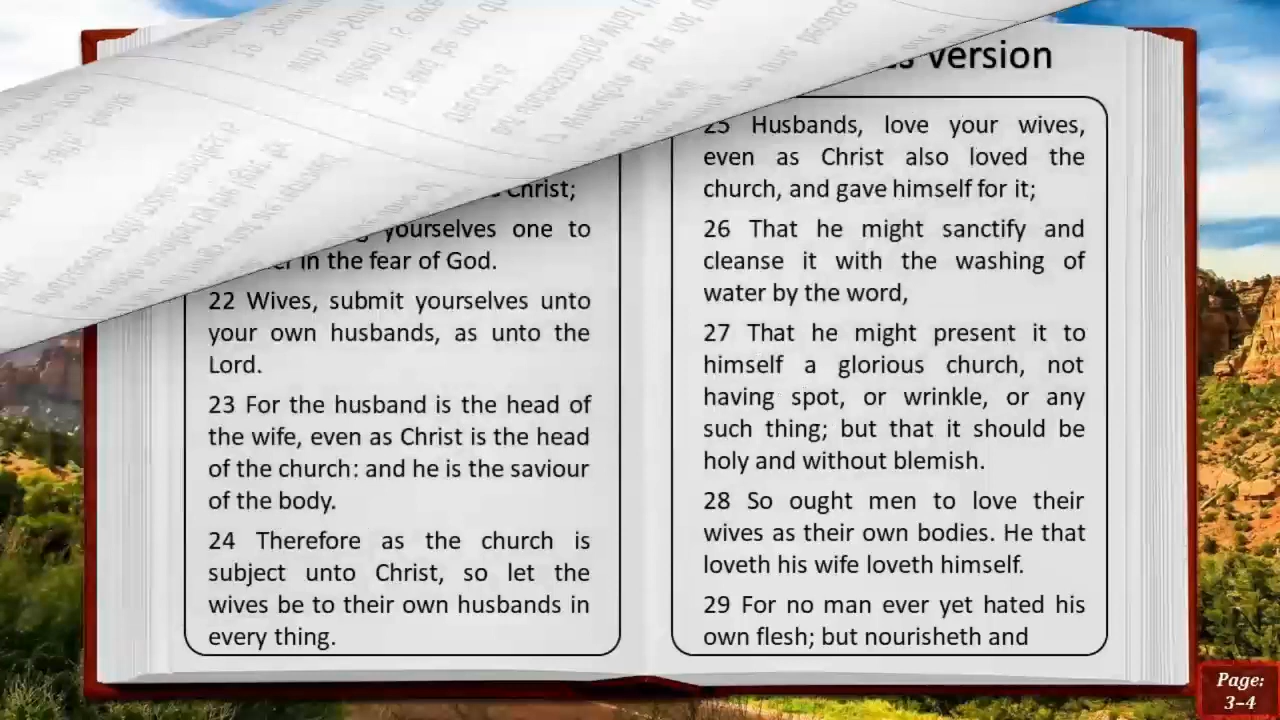 Version
Christ;
yourselves one to
in the fear of God.
22 Wives, submit yourselves unto
your own husbands, as unto the
Lord.
23 For the husband is the head of
the wife, even as Christ is the head
of the church: and he is the saviour
of the body.
24 Therefore as the church is
subject unto Christ, so let the
wives be to their own husbands in
every thing.
25 Husbands, love your wives,
even as Christ also loved the
church, and gave himself for it;
26 That he might sanctify and
cleanse it with the washing of
water by the word,
27 That he might present it to
himself a glorious church, not
having spot, or wrinkle, or any
such thing; but that it should be
holy and without blemish.
28 So ought men to love their
wives as their own bodies. He that
loveth his wife loveth himself.
29 For no man ever yet hated his
own flesh; but nourisheth and
Page:
3-4